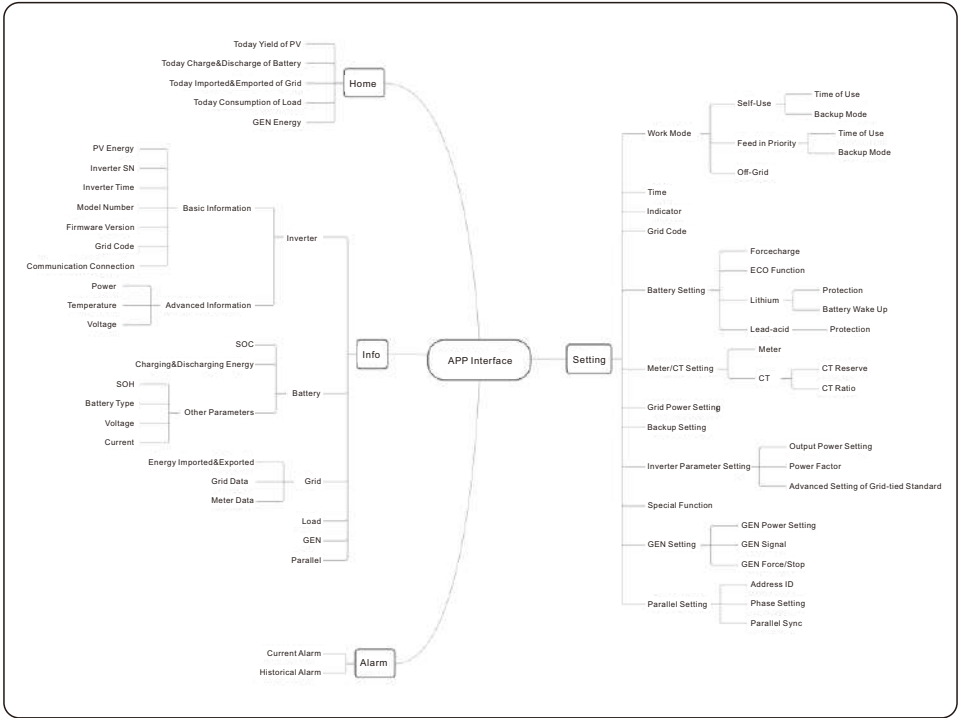 Today Yield of PV
Today Charge&Discharge of Battery
Today Imported&Emported of Grid
Today Consumption of Load
GEN Energy
Home
PV Energy
Inverter SN
Inverter Time
Model Number
Firmware Version
Grid Code
Communication Connection
Basic Information
Power
Temperature
Voltage
Advanced Information
Inverter
SOC
Charging&Discharging Energy
SOH
Battery Type
Voltage
Current
Other Parameters
Battery
Energy Imported&Exported
Grid Data
Meter Data
Grid
Load
GEN
Parallel
Info
Current Alarm
Historical Alarm
Alarm
APP Interface
Setting
Work Mode
Self-Use
Time of Use
Backup Mode
Feed in Priority
Time of Use
Backup Mode
Off-Grid
Time
Indicator
Grid Code
Battery Setting
Forcecharge
ECO Function
Lithium
Protection
Battery Wake Up
Lead-acid
Protection
Meter/CT Setting
Meter
CT
CT Reserve
CT Ratio
Grid Power Setting
Backup Setting
Inverter Parameter Setting
Output Power Setting
Power Factor
Advanced Setting of Grid-tied Standard
Special Function
GEN Setting
GEN Power Setting
GEN Signal
GEN Force/Stop
Parallel Setting
Address ID
Phase Setting
Parallel Sync